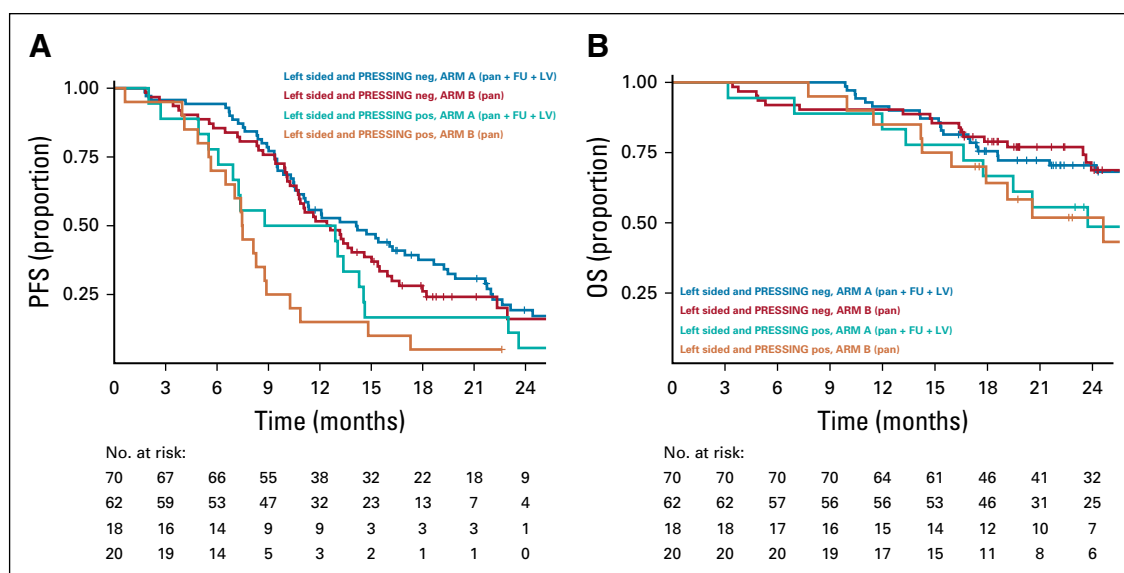 A
Left sided and PRESSING neg, ARM A (pan + FU + LV)
Left sided and PRESSING neg, ARM B (pan)
Left sided and PRESSING pos, ARM A (pan + FU + LV)
Left sided and PRESSING pos, ARM B (pan)
1.00
0.75
0.50
0.25
PFS (proportion)
0 3 6 9 12 15 18 21 24
Time (months)
No. at risk:
70 67 66 55 38 32 22 18 9
62 59 53 47 32 23 13 7 4
18 16 14 9 9 3 3 3 1
20 19 14 5 3 2 1 1 0
B
1.00
0.75
0.50
0.25
OS (proportion)
Left sided and PRESSING neg, ARM A (pan + FU + LV)
Left sided and PRESSING neg, ARM B (pan)
Left sided and PRESSING pos, ARM A (pan + FU + LV)
Left sided and PRESSING pos, ARM B (pan)
0 3 6 9 12 15 18 21 24
Time (months)
No. at risk:
70 70 70 70 64 61 46 41 32
62 62 57 56 56 53 46 31 25
18 18 17 16 15 14 12 10 7
20 20 20 19 17 15 11 8 6